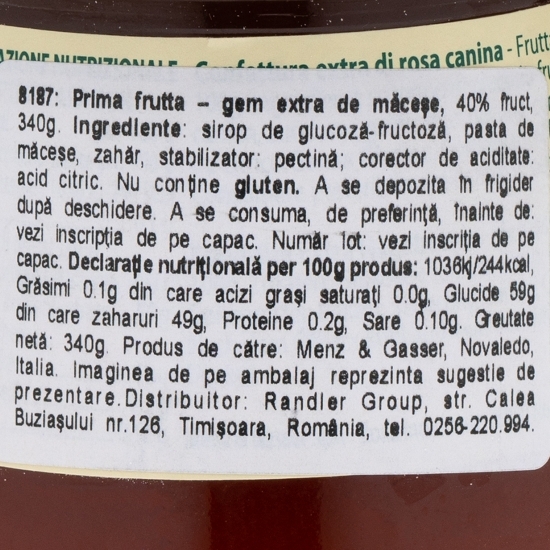 Confettura extra di rosa canina - Frutt
8187: Prima frutta – gem extra de măceșe, 40% fruct,
340g. Ingrediente: sirop de glucoză-fructoză, pasta de
măceșe, zahăr, stabilizator: pectină; corector de aciditate:
acid citric. Nu conține gluten. A se depozita în frigider
după deschidere. A se consuma, de preferință, înainte de:
vezi inscripția de pe capac. Număr lot: vezi inscriția de pe
capac. Declarație nutrițională per 100g produs: 1036kj/244kcal,
Grăsimi 0.1g din care acizi grași saturați 0.0g, Glucide 59g
din care zaharuri 49g, Proteine 0.2g, Sare 0.10g. Greutate
netă: 340g. Produs de către: Menz & Gasser, Novaledo,
Italia. Imaginea de pe ambalaj reprezinta sugestie de
prezentare.Distribuitor: Randler Group, str. Calea
Buziașului nr.126, Timișoara, România, tel. 0256-220.994.